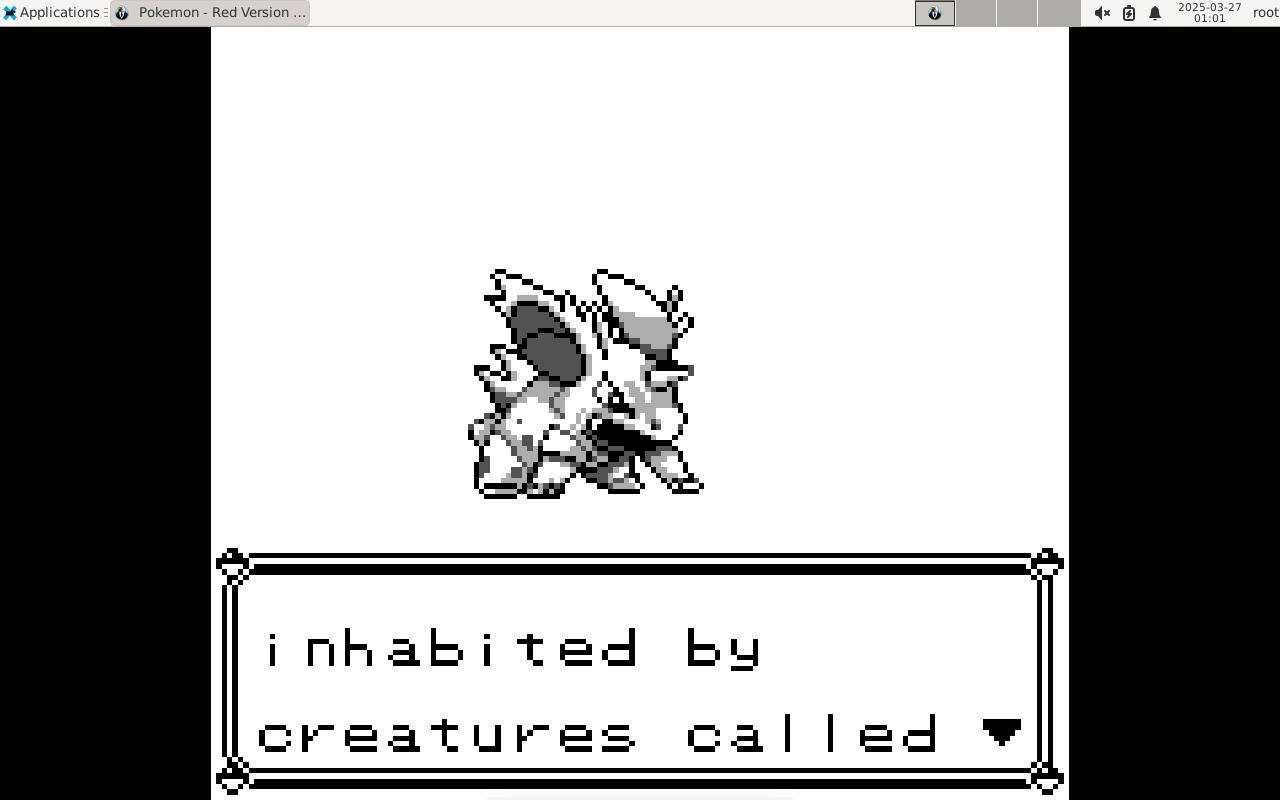 Applications
Pokemon - Red Version ...
2025-03-27
01:01
root
inhabited by
creatures called